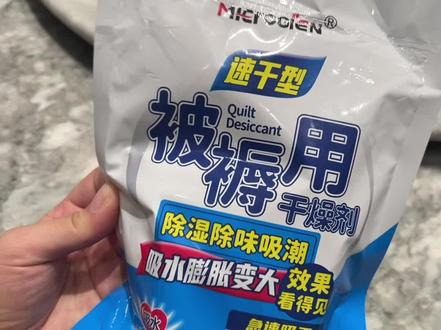 速干型
Quilt
Desiccant
被褥用
干燥剂
除湿除味吸潮
吸水膨胀变大
效果
看得见